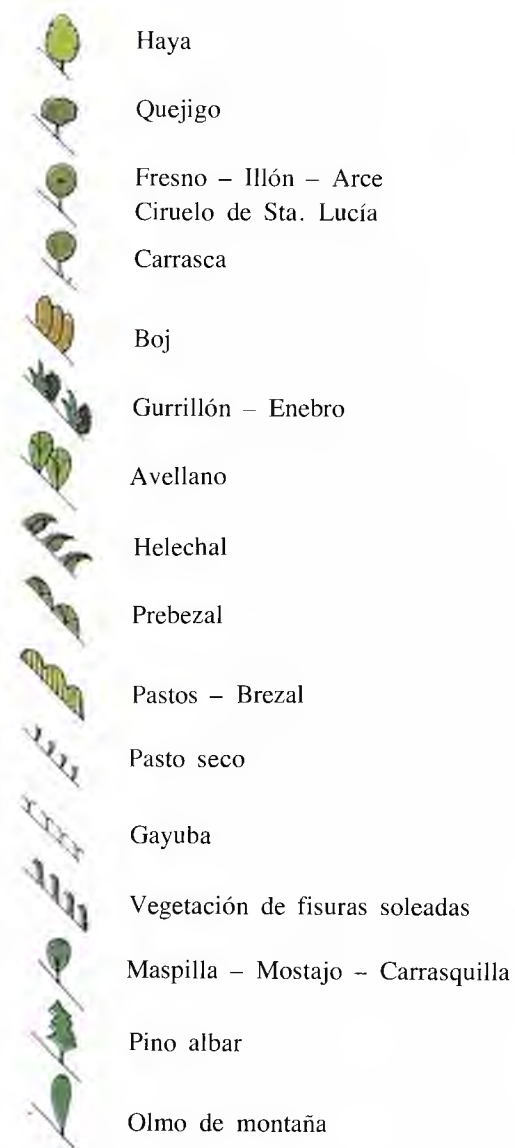 Haya
Quejigo
Fresno – Illón – Arce
Ciruelo de Sta. Lucía
Carrasca
Boj
Gurrillón – Enebro
Avellano
Helechal
Prebezal
Pastos – Brezal
Pasto seco
Gayuba
Vegetación de fisuras soleadas
Maspilla – Mostajo – Carrasquilla
Pino albar
Olmo de montaña